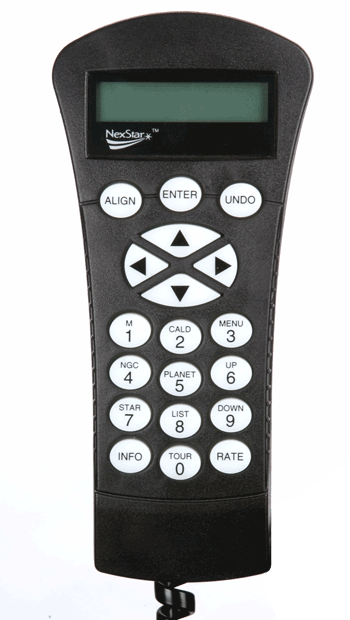 NexStar™
ALIGN ENTER UNDO
M CALD MENU
1 2 3
NGC PLANET UP
4 5 6
STAR LIST DOWN
7 8 9
INFO TOUR RATE
0